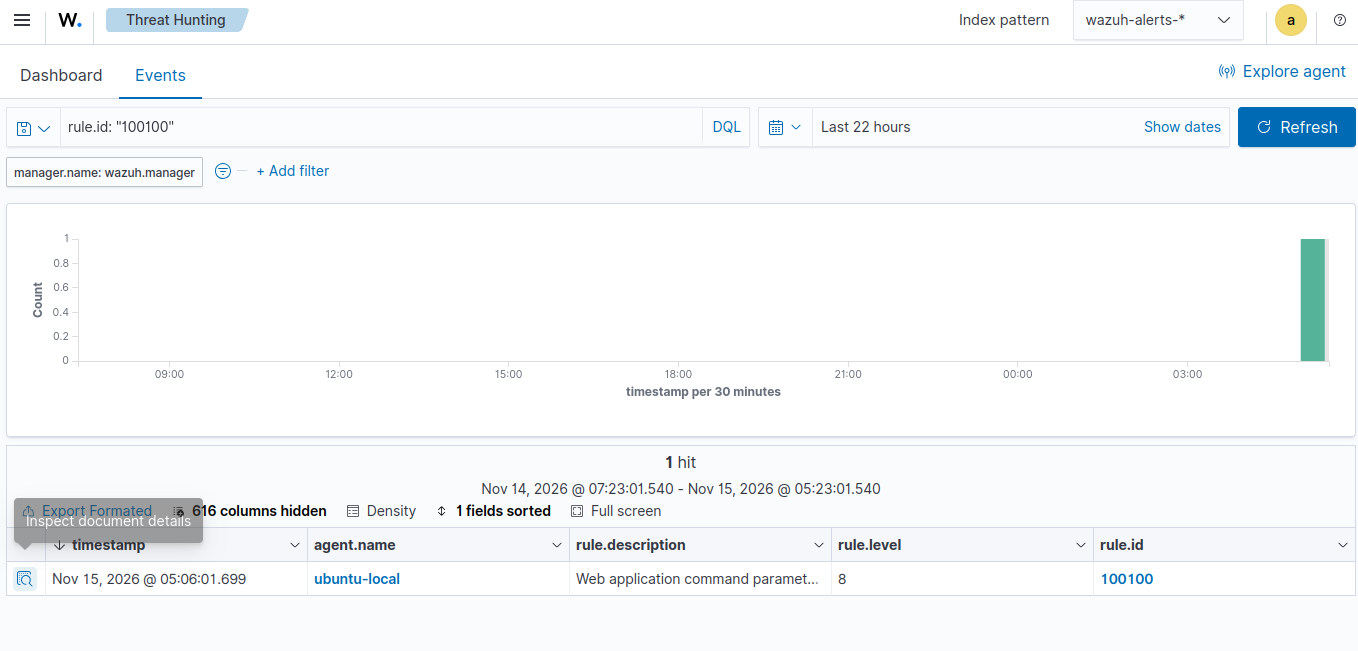 W. Threat Hunting Index pattern wazuh-alerts-* a
Dashboard Events Explore agent
rule.id: "100100" DQL Last 22 hours Show dates Refresh
manager.name: wazuh.manager + Add filter
1
0.8
0.6
0.4
0.2
0
Count
09:00 12:00 15:00 18:00 21:00 00:00 03:00
timestamp per 30 minutes
1 hit
Nov 14, 2026 @ 07:23:01.540 - Nov 15, 2026 @ 05:23:01.540
Export Formated 616 columns hidden Density 1 fields sorted Full screen
Inspect document details
timestamp agent.name rule.description rule.level rule.id
Nov 15, 2026 @ 05:06:01.699 ubuntu-local Web application command paramet... 8 100100